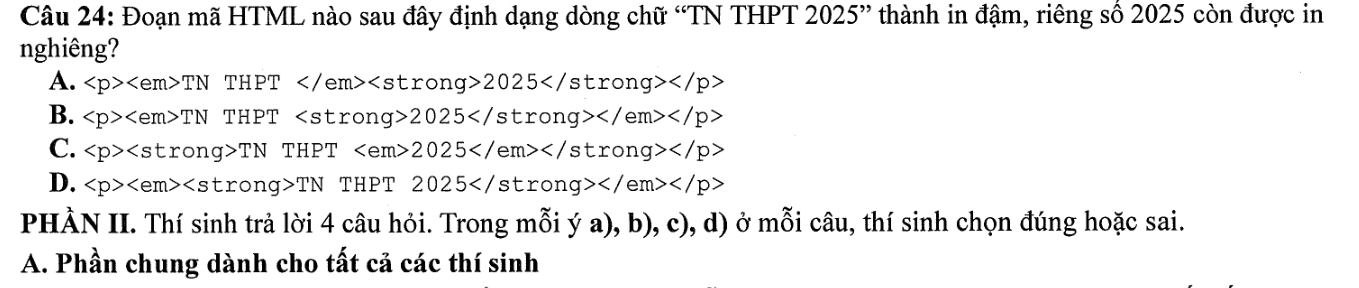 Câu 24: Đoạn mã HTML nào sau đây định dạng dòng chữ “TN THPT 2025” thành in đậm, riêng số 2025 còn được in
nghiêng?
A. <p><em>TN THPT </em><strong>2025</strong></p>
B. <p><em>TN THPT <strong>2025</strong></em></p>
C. <p><strong>TN THPT <em>2025</em></strong></p>
D. <p><em><strong>TN THPT 2025</strong></em></p>
PHẦN II. Thí sinh trả lời 4 câu hỏi. Trong mỗi ý a), b), c), d) ở mỗi câu, thí sinh chọn đúng hoặc sai.
A. Phần chung dành cho tất cả các thí sinh